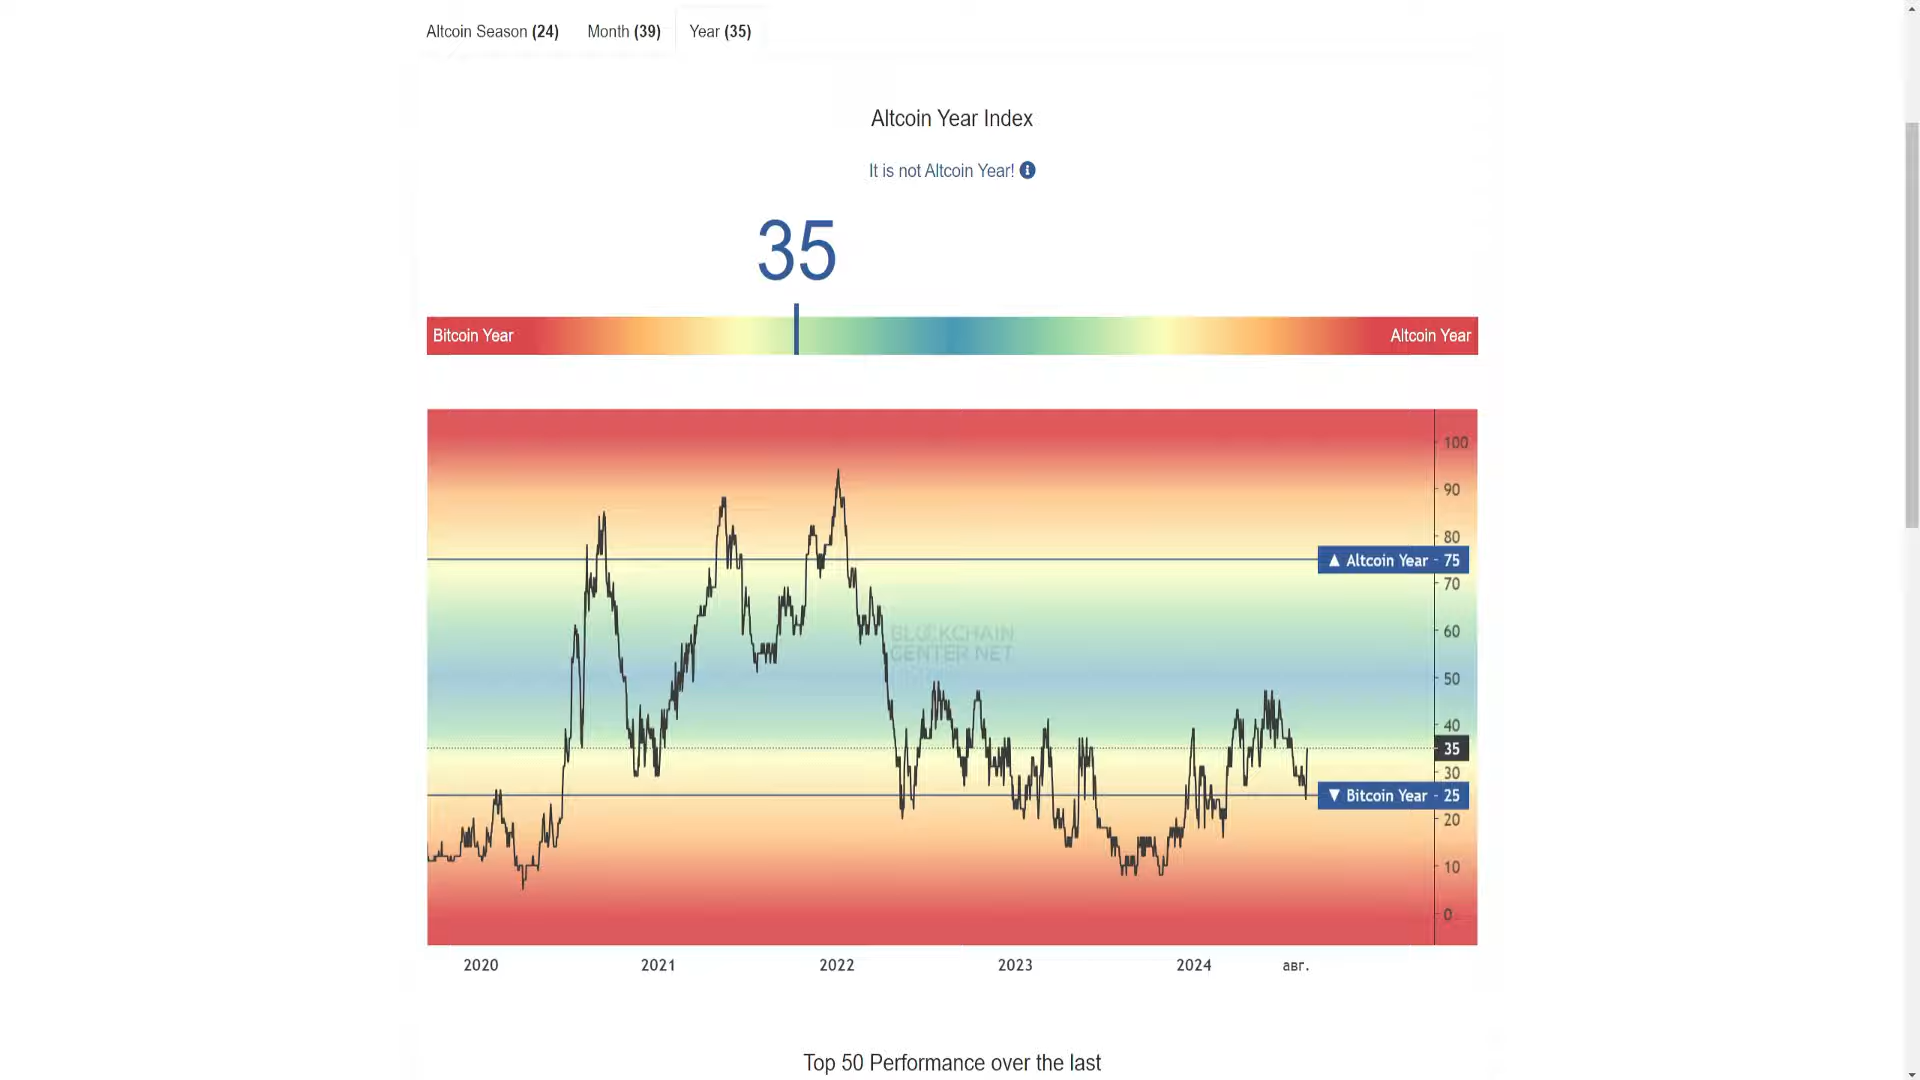 Altcoin Season (24) Month (39) Year (35)
Altcoin Year Index
It is not Altcoin Year!
35
Bitcoin Year Altcoin Year
100
90
80
▲ Altcoin Year - 75
70
60
BLOCKCHAIN
CENTER NET
50
40
35
30
▼ Bitcoin Year - 25
20
10
0
2020 2021 2022 2023 2024 авг.
Top 50 Performance over the last